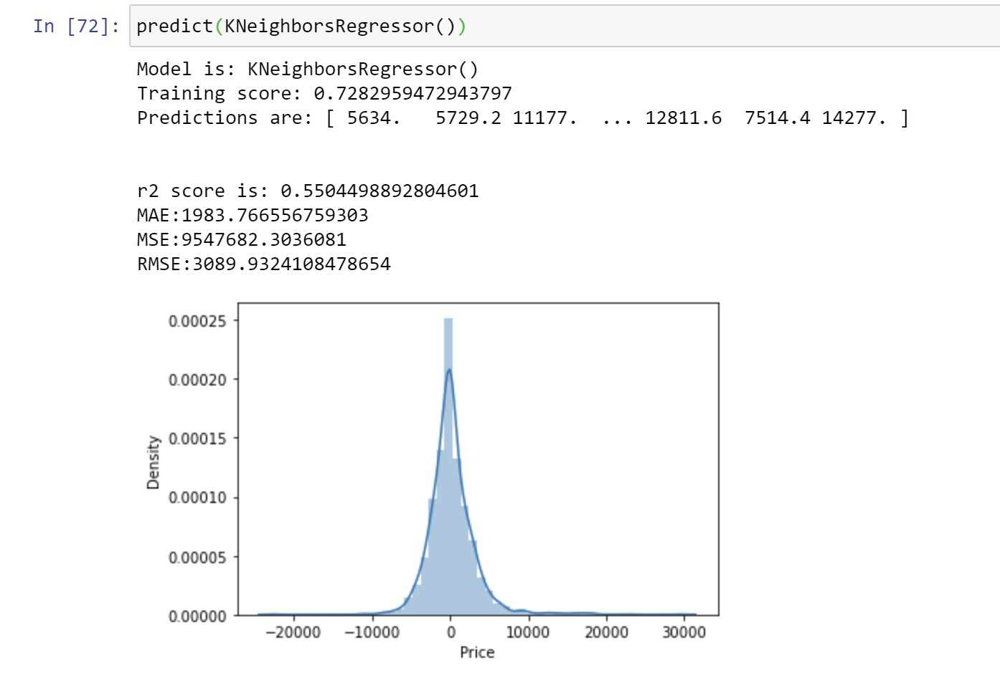 In [72]: predict(KNeighborsRegressor())
Model is: KNeighborsRegressor()
Training score: 0.7282959472943797
Predictions are: [ 5634.   5729.2 11177.  ... 12811.6  7514.4 14277. ]
r2 score is: 0.5504498892804601
MAE:1983.766556759303
MSE:9547682.3036081
RMSE:3089.9324108478654
0.00025
0.00020
0.00015
0.00010
0.00005
0.00000
Density
−20000 −10000 0 10000 20000 30000
Price